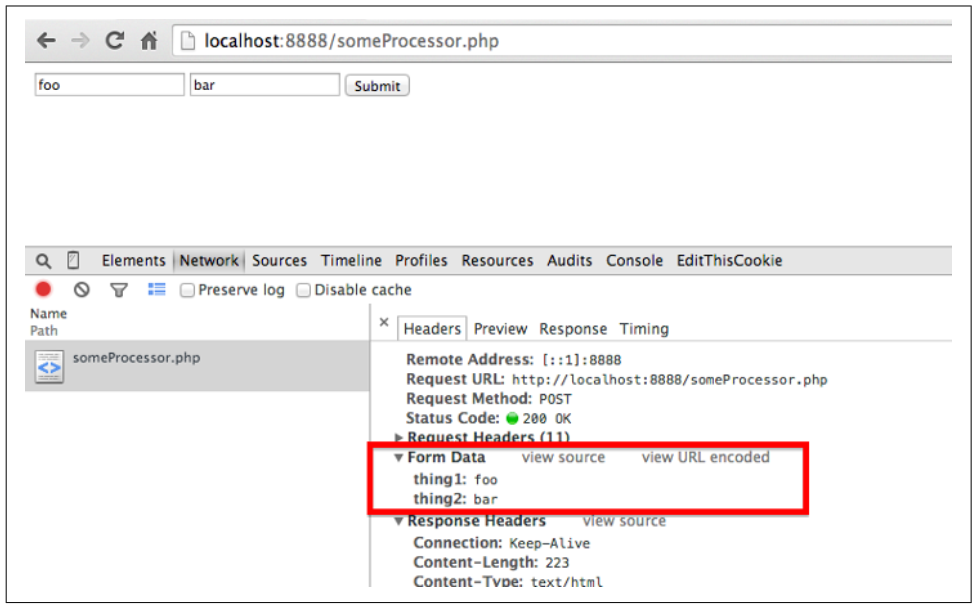 localhost:8888/someProcessor.php
foo bar Submit
Elements Network Sources Timeline Profiles Resources Audits Console EditThisCookie
Preserve log Disable cache
Name
Path
× Headers Preview Response Timing
someProcessor.php
Remote Address: [::1]:8888
Request URL: http://localhost:8888/someProcessor.php
Request Method: POST
Status Code: 200 OK
Request Headers (11)
Form Data view source view URL encoded
thing1: foo
thing2: bar
Response Headers view source
Connection: Keep-Alive
Content-Length: 223
Content-Type: text/html